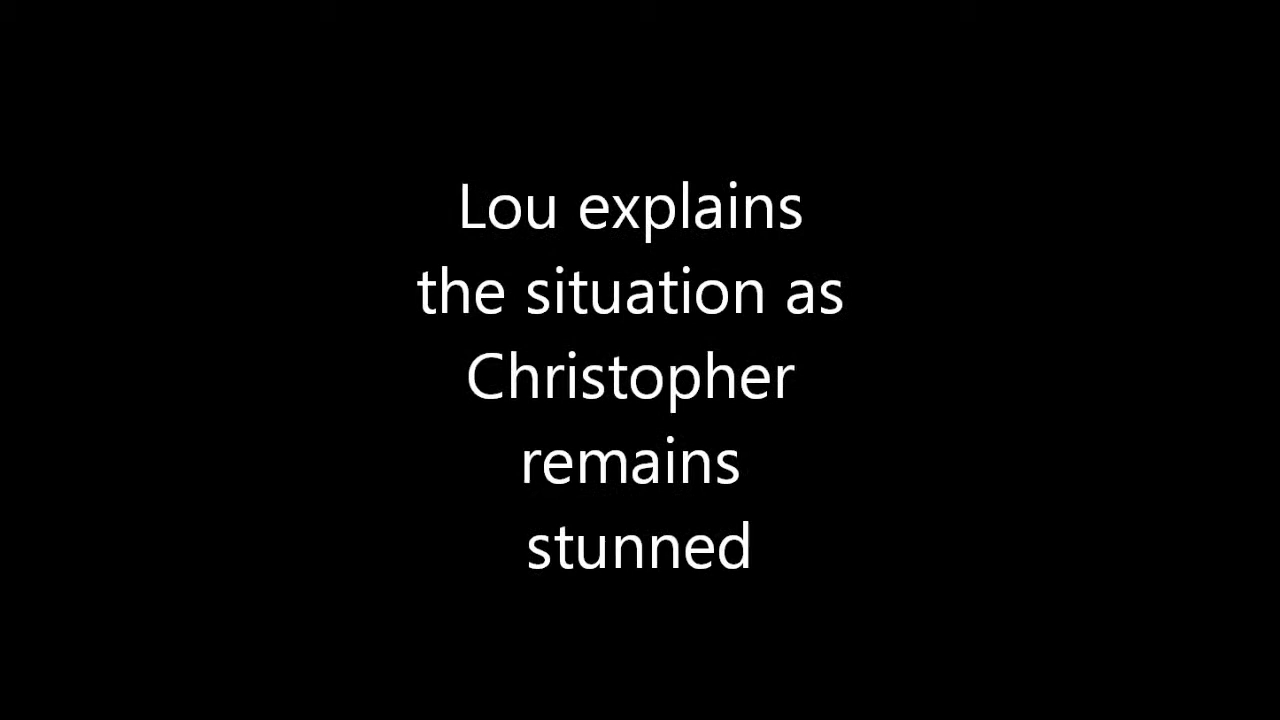 Lou explains
the situation as
Christopher
remains
stunned